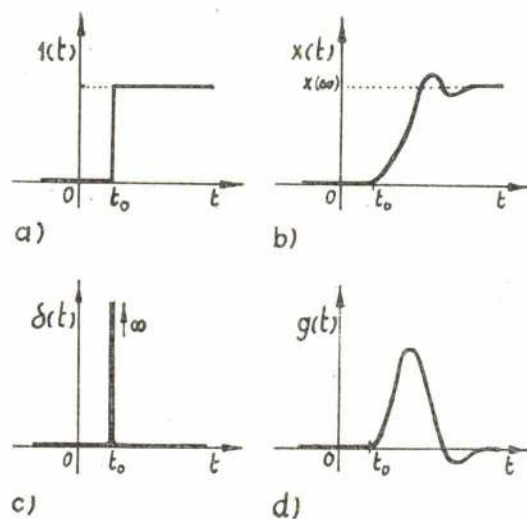 1(t)
0 t₀ t
a)
x(t)
x(∞)
0 t₀ t
b)
δ(t)
∞
0 t₀ t
c)
g(t)
0 t₀ t
d)